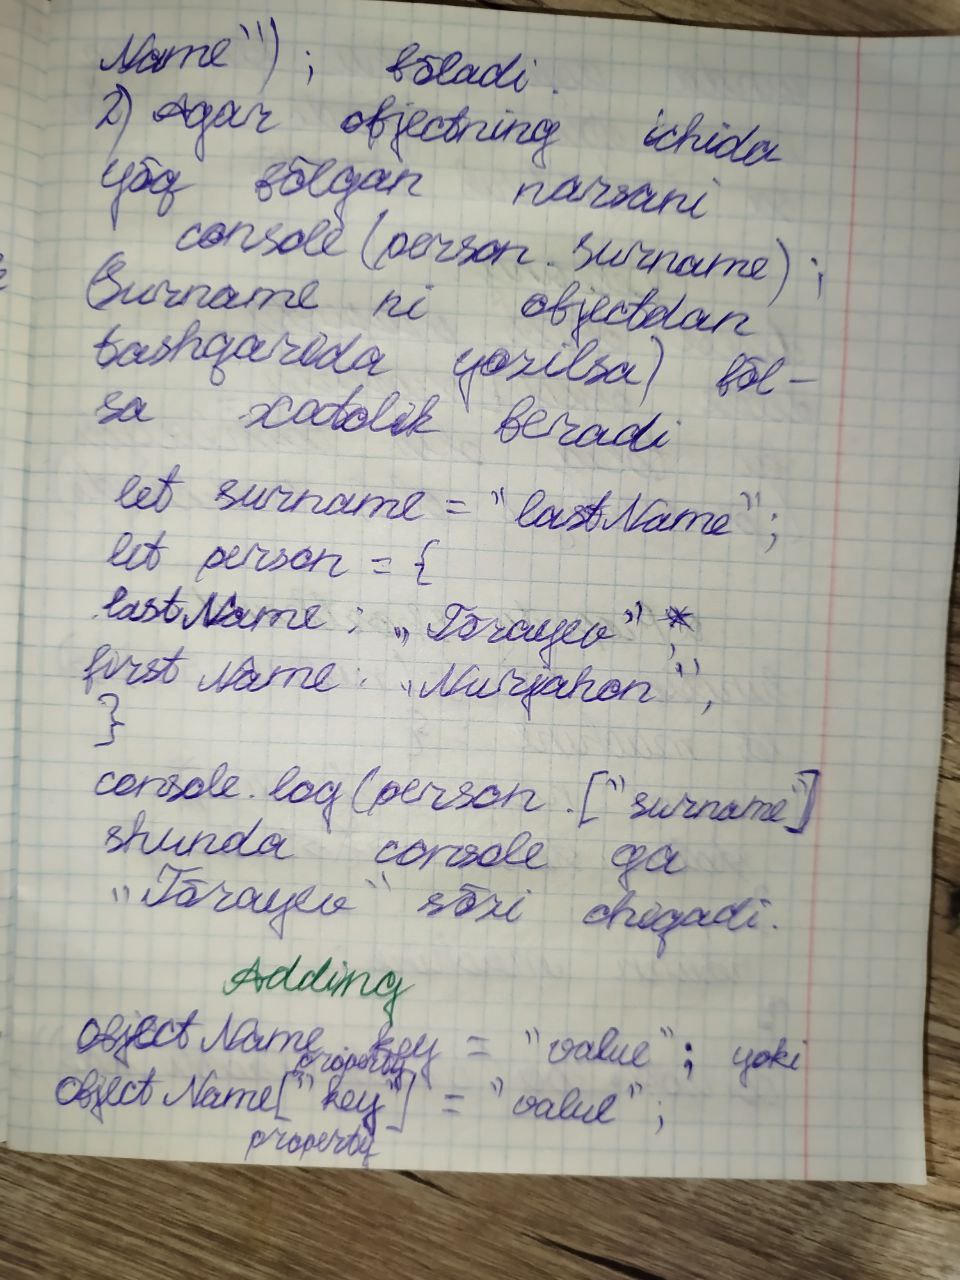 Name"); bōladi.
2) Agar objectning ichida
yōq bōlgan narsani
console (person. surname);
(surname ni objectdan
tashqarida yozilsa) bōl-
sa xatolik beradi
let surname = "lastName";
let person = {
lastName: „Tōrayev",
first Name: „Nurjahon",
}
console.log(person.["surname"]
shunda console ga
"Tōrayev" sōzi chiqadi.
Adding
object Name key = "value"; yoki
property
object Name["key"] = "value";
property